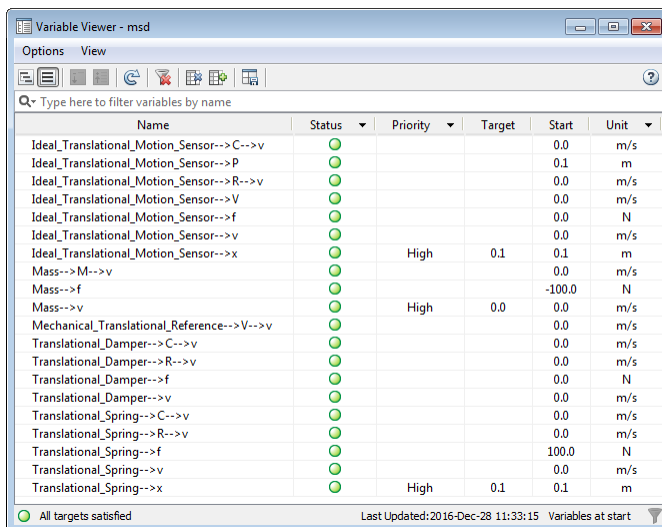 Variable Viewer - msd
Options View
Type here to filter variables by name
Name Status Priority Target Start Unit
Ideal_Translational_Motion_Sensor-->C-->v 0.0 m/s
Ideal_Translational_Motion_Sensor-->P 0.1 m
Ideal_Translational_Motion_Sensor-->R-->v 0.0 m/s
Ideal_Translational_Motion_Sensor-->V 0.0 m/s
Ideal_Translational_Motion_Sensor-->f 0.0 N
Ideal_Translational_Motion_Sensor-->v 0.0 m/s
Ideal_Translational_Motion_Sensor-->x High 0.1 0.1 m
Mass-->M-->v 0.0 m/s
Mass-->f -100.0 N
Mass-->v High 0.0 0.0 m/s
Mechanical_Translational_Reference-->V-->v 0.0 m/s
Translational_Damper-->C-->v 0.0 m/s
Translational_Damper-->R-->v 0.0 m/s
Translational_Damper-->f 0.0 N
Translational_Damper-->v 0.0 m/s
Translational_Spring-->C-->v 0.0 m/s
Translational_Spring-->R-->v 0.0 m/s
Translational_Spring-->f 100.0 N
Translational_Spring-->v 0.0 m/s
Translational_Spring-->x High 0.1 0.1 m
All targets satisfied Last Updated:2016-Dec-28 11:33:15 Variables at start